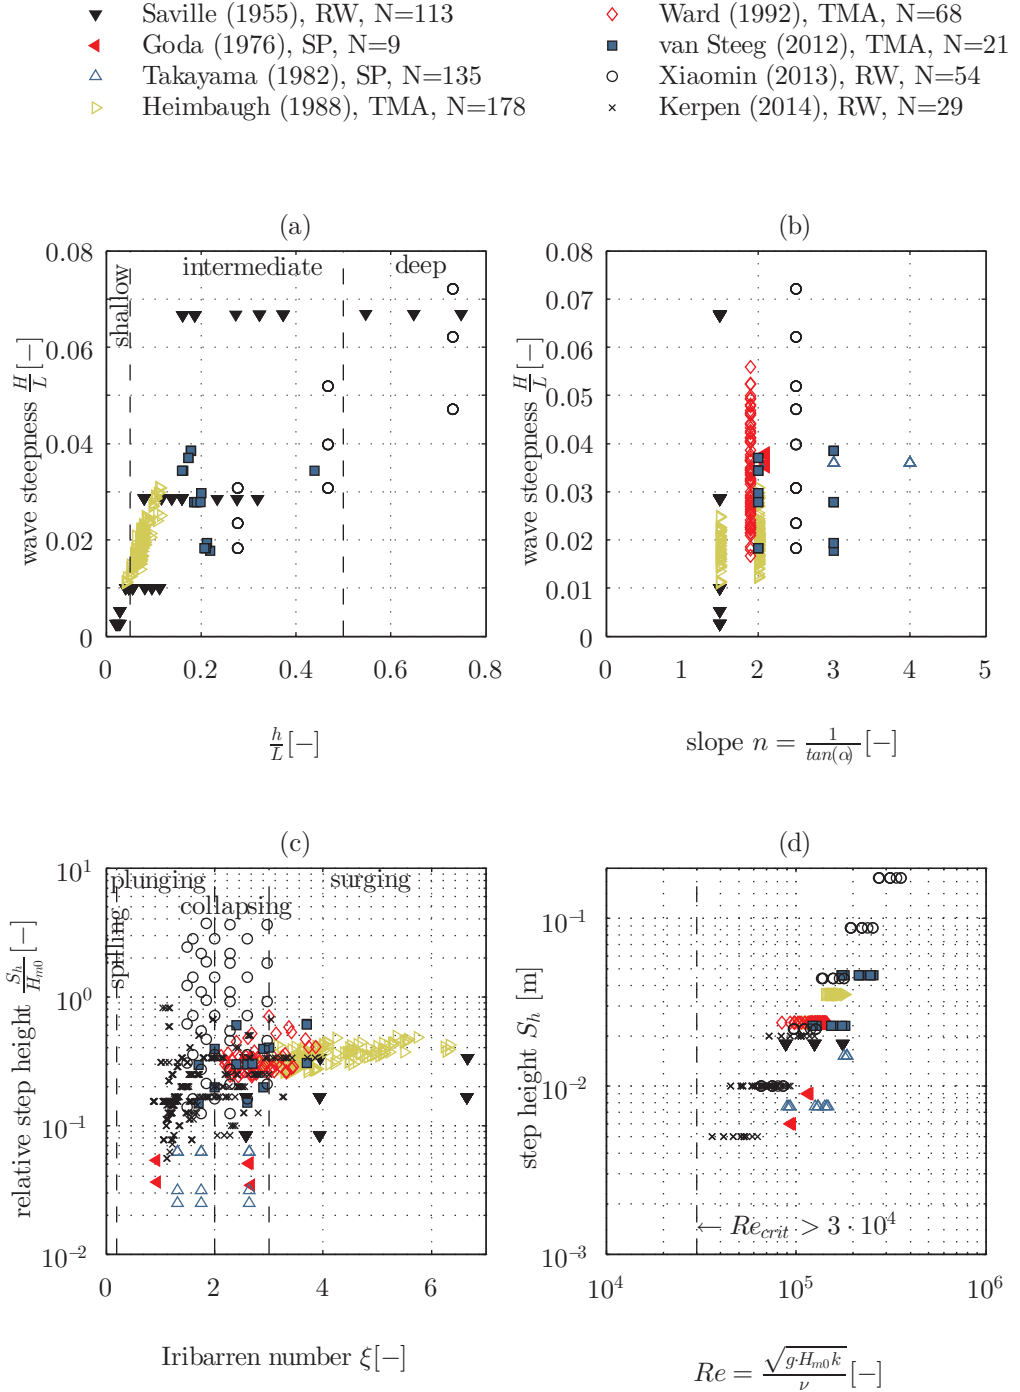 Saville (1955), RW, N=113
Goda (1976), SP, N=9
Takayama (1982), SP, N=135
Heimbaugh (1988), TMA, N=178
Ward (1992), TMA, N=68
van Steeg (2012), TMA, N=21
Xiaomin (2013), RW, N=54
Kerpen (2014), RW, N=29
(a)
shallow
intermediate
deep
wave steepness H/L [−]
0.08
0.06
0.04
0.02
0
0 0.2 0.4 0.6 0.8
h/L [−]
(b)
wave steepness H/L [−]
0.08
0.07
0.06
0.05
0.04
0.03
0.02
0.01
0
0 1 2 3 4 5
slope n = 1/tan(α) [−]
(c)
spilling
plunging
collapsing
surging
relative step height S_h/H_{m0} [−]
10^1
10^0
10^{−1}
10^{−2}
0 2 4 6
Iribarren number ξ[−]
(d)
step height S_h [m]
10^{−1}
10^{−2}
10^{−3}
← Re_{crit} > 3 · 10^4
10^4 10^5 10^6
Re = √(g·H_{m0}k)/ν [−]